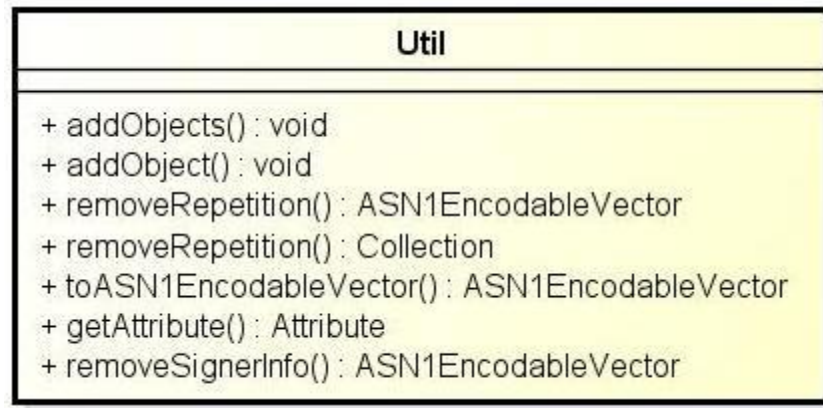 Util
+ addObjects() : void
+ addObject() : void
+ removeRepetition() : ASN1EncodableVector
+ removeRepetition() : Collection
+ toASN1EncodableVector() : ASN1EncodableVector
+ getAttribute() : Attribute
+ removeSignerInfo() : ASN1EncodableVector